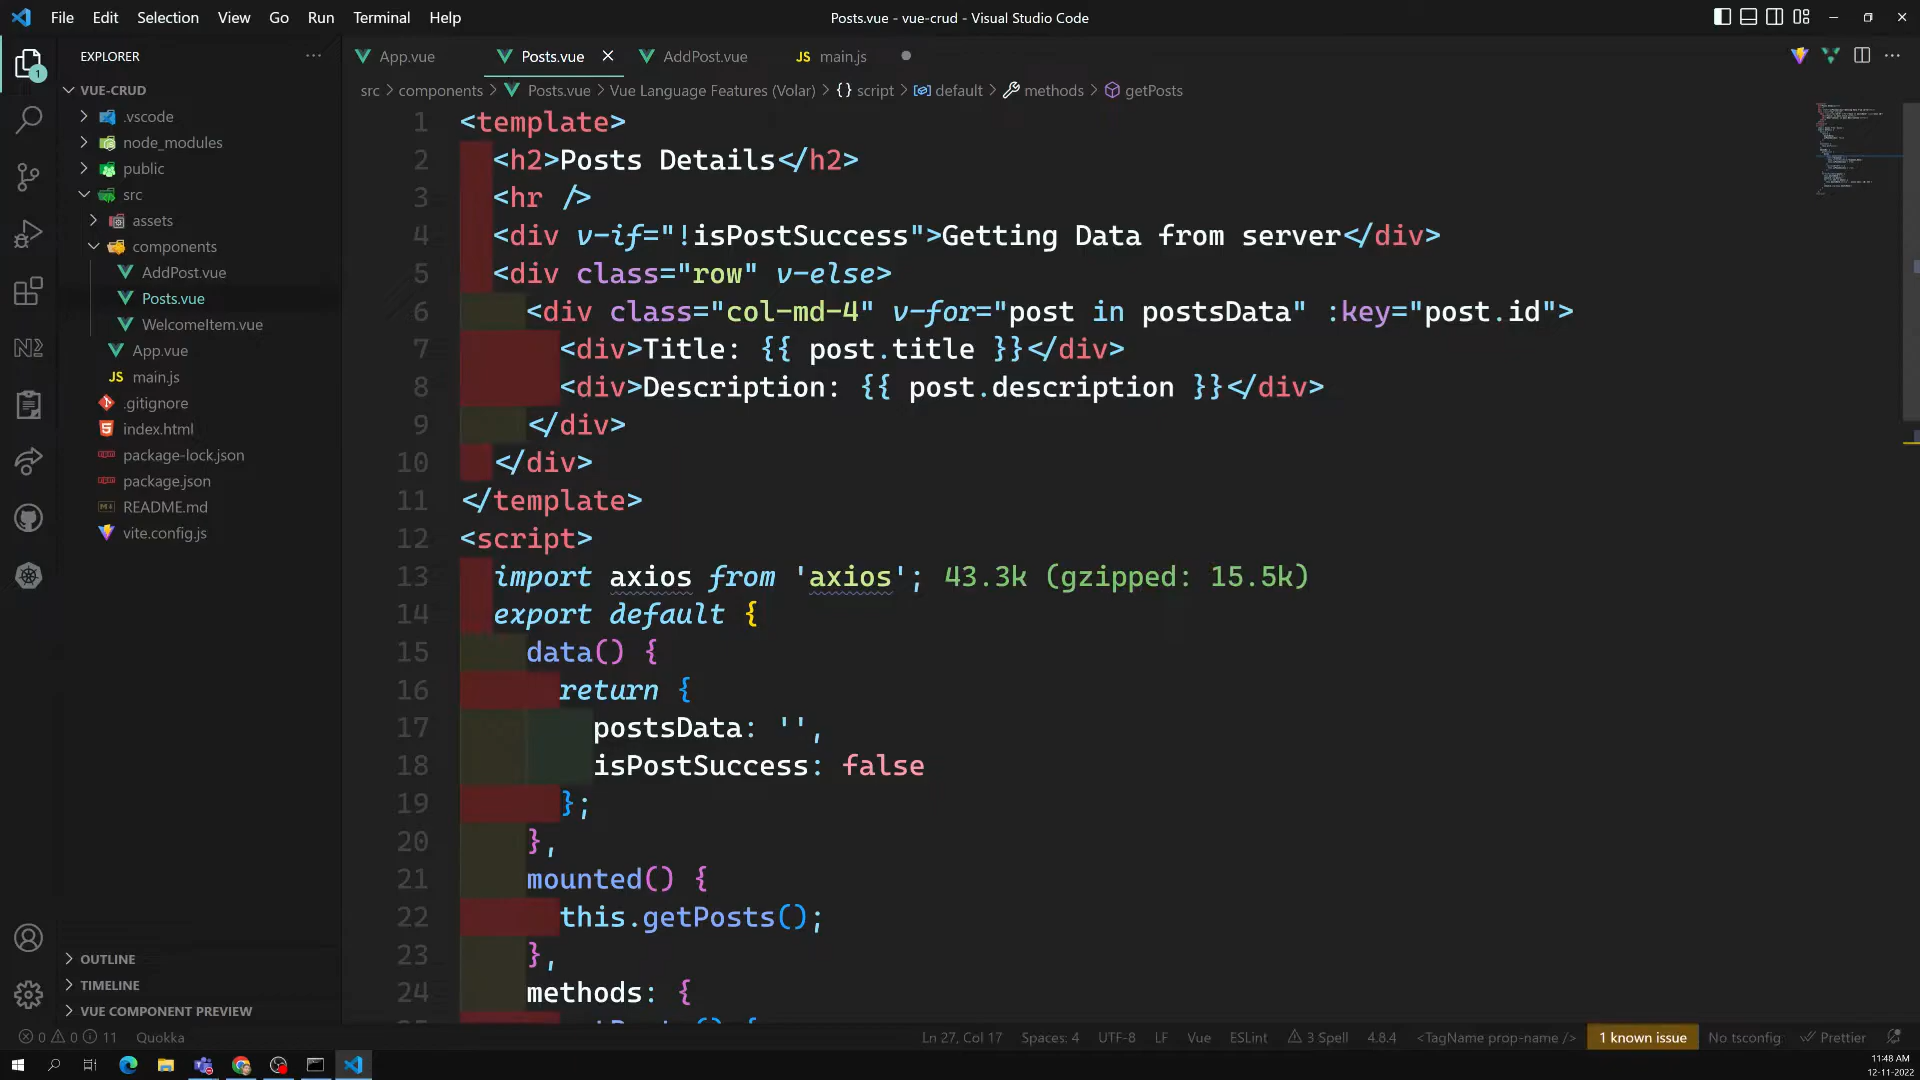 File Edit Selection View Go Run Terminal Help
Posts.vue - vue-crud - Visual Studio Code
EXPLORER
1
VUE-CRUD
.vscode
node_modules
public
src
assets
components
AddPost.vue
Posts.vue
WelcomeItem.vue
App.vue
JS main.js
.gitignore
index.html
package-lock.json
package.json
README.md
vite.config.js
OUTLINE
TIMELINE
VUE COMPONENT PREVIEW
App.vue Posts.vue AddPost.vue JS main.js
src > components > Posts.vue > Vue Language Features (Volar) > {} script > default > methods > getPosts
1 <template>
2 <h2>Posts Details</h2>
3 <hr />
4 <div v-if="!isPostSuccess">Getting Data from server</div>
5 <div class="row" v-else>
6 <div class="col-md-4" v-for="post in postsData" :key="post.id">
7 <div>Title: {{ post.title }}</div>
8 <div>Description: {{ post.description }}</div>
9 </div>
10 </div>
11 </template>
12 <script>
13 import axios from 'axios'; 43.3k (gzipped: 15.5k)
14 export default {
15 data() {
16 return {
17 postsData: '',
18 isPostSuccess: false
19 };
20 },
21 mounted() {
22 this.getPosts();
23 },
24 methods: {
0 0 11 Quokka Ln 27, Col 17 Spaces: 4 UTF-8 LF Vue ESLint 3 Spell 4.8.4 <TagName prop-name /> 1 known issue No tsconfig Prettier
11:48 AM
12-11-2022